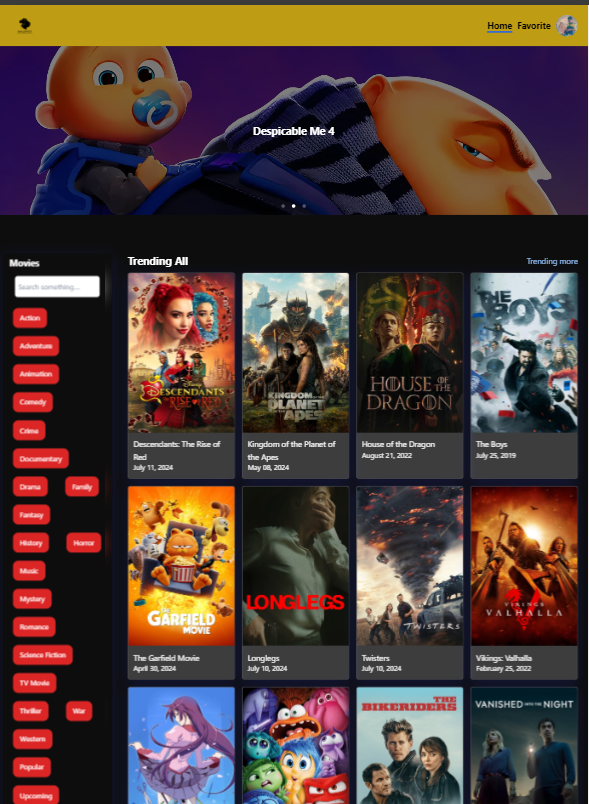 Home Favorite
Despicable Me 4
Movies
Search something...
Action
Adventure
Animation
Comedy
Crime
Documentary
Drama Family
Fantasy
History Horror
Music
Mystery
Romance
Science Fiction
TV Movie
Thriller War
Western
Popular
Upcoming
Trending All
Trending more
Disney
DESCENDANTS
THE RISE OF RED
Descendants: The Rise of
Red
July 11, 2024
KINGDOM OF THE
PLANET
OF THE
APES
Kingdom of the Planet of
the Apes
May 08, 2024
HOUSE OF THE
DRAGON
House of the Dragon
August 21, 2022
THE
BOYS
The Boys
July 25, 2019
THE
GARFIELD
MOVIE
The Garfield Movie
April 30, 2024
LONGLEGS
Longlegs
July 10, 2024
TWISTERS
Twisters
July 10, 2024
VIKINGS
VALHALLA
Vikings: Valhalla
February 25, 2022
THE
BIKERIDERS
VANISHED INTO THE NIGHT